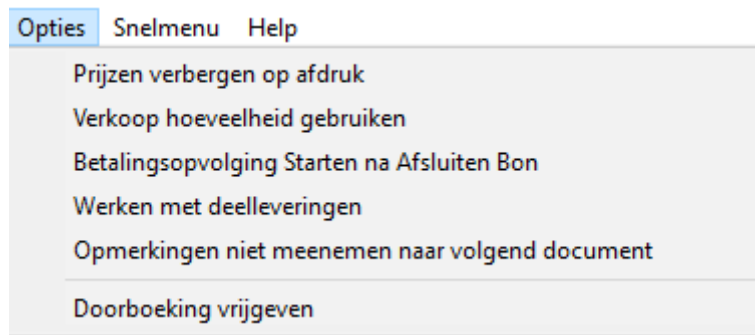 Opties Snelmenu Help
Prijzen verbergen op afdruk
Verkoop hoeveelheid gebruiken
Betalingsopvolging Starten na Afsluiten Bon
Werken met deelleveringen
Opmerkingen niet meenemen naar volgend document
Doorboeking vrijgeven